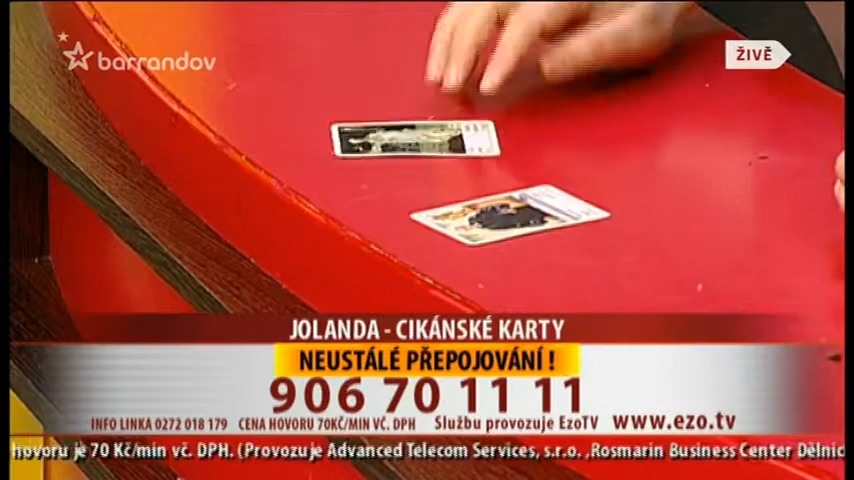 barrandov
ŽIVĚ
JOLANDA - CIKÁNSKÉ KARTY
NEUSTÁLÉ PŘEPOJOVÁNÍ !
906 70 11 11
INFO LINKA 0272 018 179 CENA HOVORU 70KČ/MIN VČ. DPH Službu provozuje EzoTV www.ezo.tv
hovoru je 70 Kč/min vč. DPH. (Provozuje Advanced Telecom Services, s.r.o. ,Rosmarin Business Center Dělnic